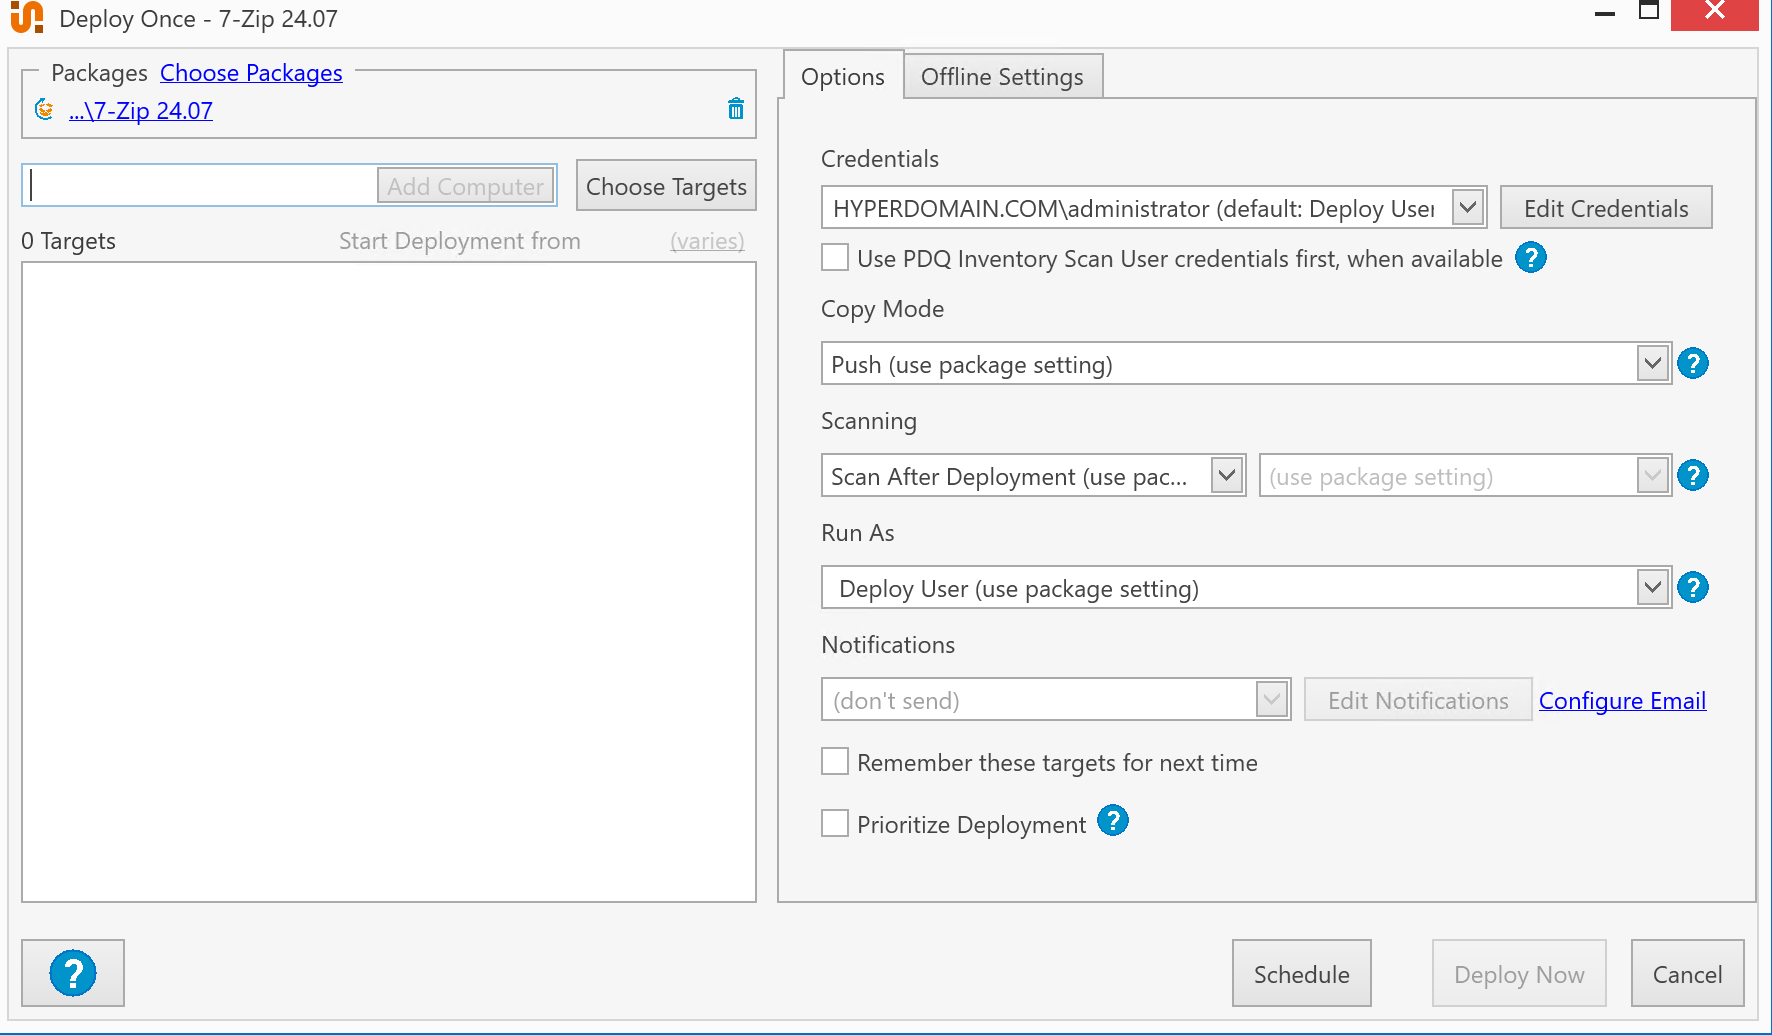 Deploy Once - 7-Zip 24.07
Packages Choose Packages
...\7-Zip 24.07
Add Computer
Choose Targets
0 Targets
Start Deployment from
(varies)
Options
Offline Settings
Credentials
HYPERDOMAIN.COM\administrator (default: Deploy User
Edit Credentials
Use PDQ Inventory Scan User credentials first, when available ?
Copy Mode
Push (use package setting)
?
Scanning
Scan After Deployment (use pac...
(use package setting)
?
Run As
Deploy User (use package setting)
?
Notifications
(don't send)
Edit Notifications
Configure Email
Remember these targets for next time
Prioritize Deployment ?
?
Schedule
Deploy Now
Cancel